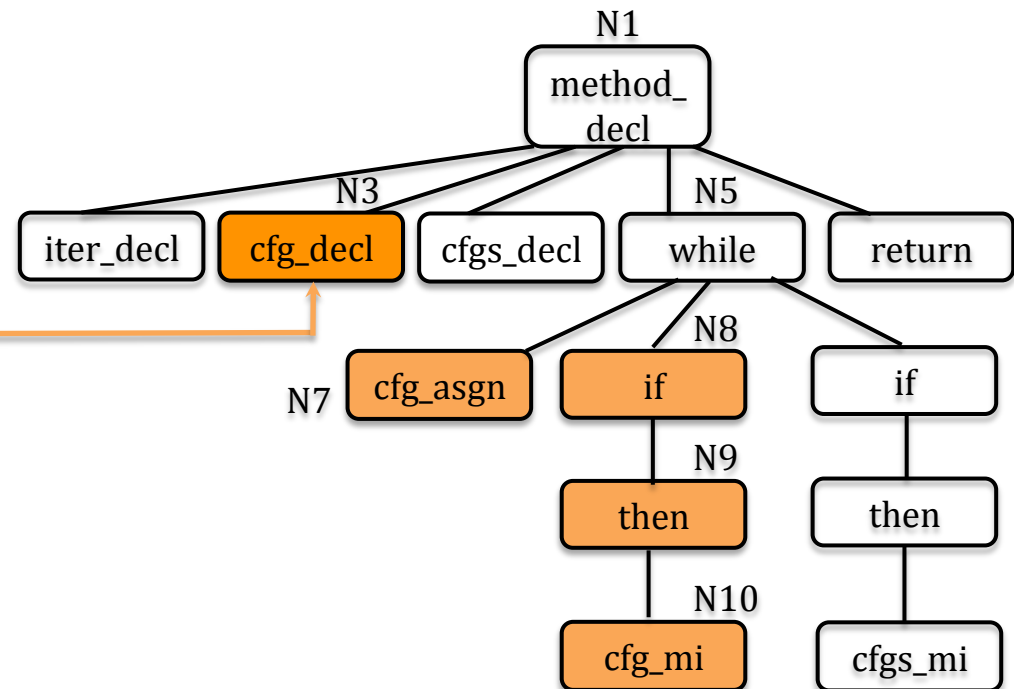 N1
method_
decl
N3
N5
iter_decl
cfg_decl
cfgs_decl
while
return
N8
N7
cfg_asgn
if
if
N9
then
then
N10
cfg_mi
cfgs_mi